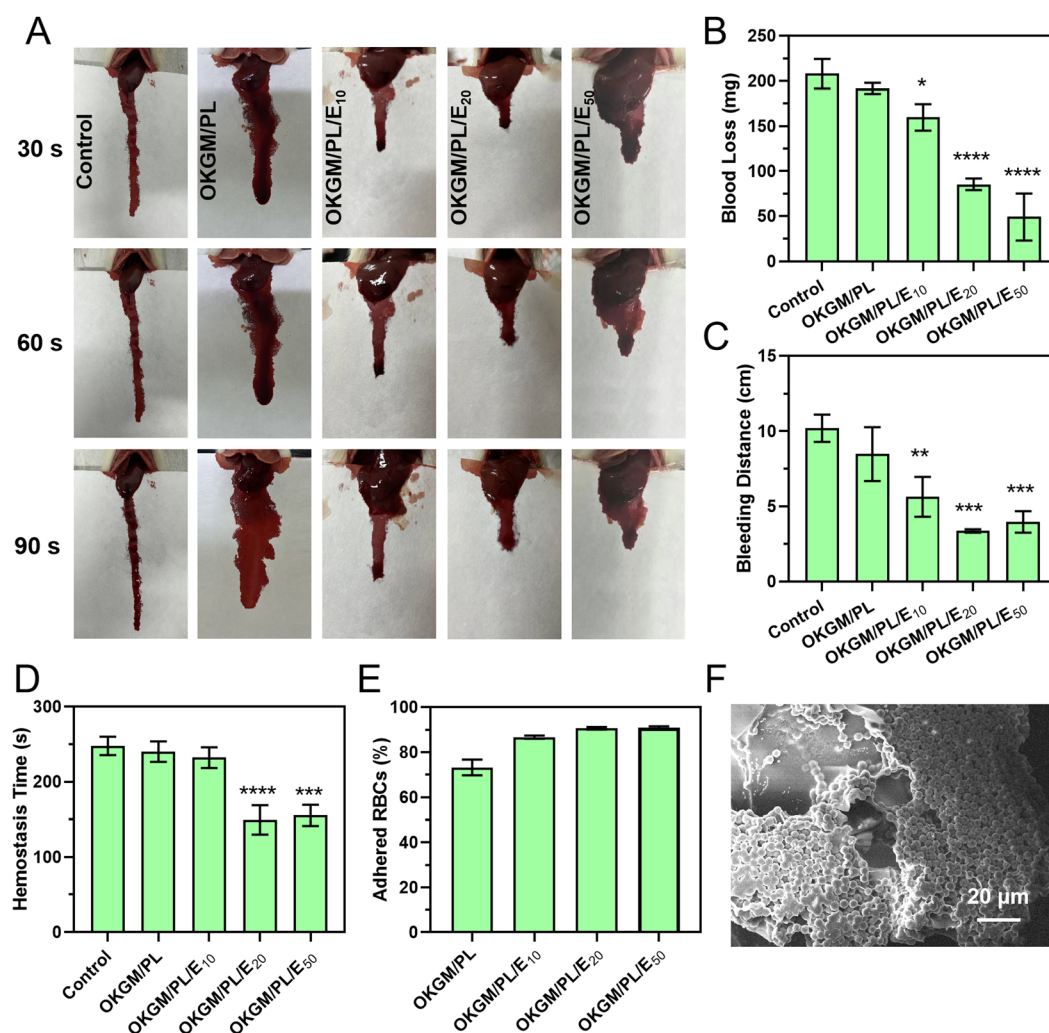 A
30 s
60 s
90 s
Control
OKGM/PL
OKGM/PL/E₁₀
OKGM/PL/E₂₀
OKGM/PL/E₅₀
B
Blood Loss (mg)
250
200
150
100
50
0
*
****
****
Control
OKGM/PL
OKGM/PL/E₁₀
OKGM/PL/E₂₀
OKGM/PL/E₅₀
C
Bleeding Distance (cm)
15
10
5
0
**
***
***
Control
OKGM/PL
OKGM/PL/E₁₀
OKGM/PL/E₂₀
OKGM/PL/E₅₀
D
Hemostasis Time (s)
300
200
100
0
****
***
Control
OKGM/PL
OKGM/PL/E₁₀
OKGM/PL/E₂₀
OKGM/PL/E₅₀
E
Adhered RBCs (%)
100
80
60
40
20
0
OKGM/PL
OKGM/PL/E₁₀
OKGM/PL/E₂₀
OKGM/PL/E₅₀
F
20 μm